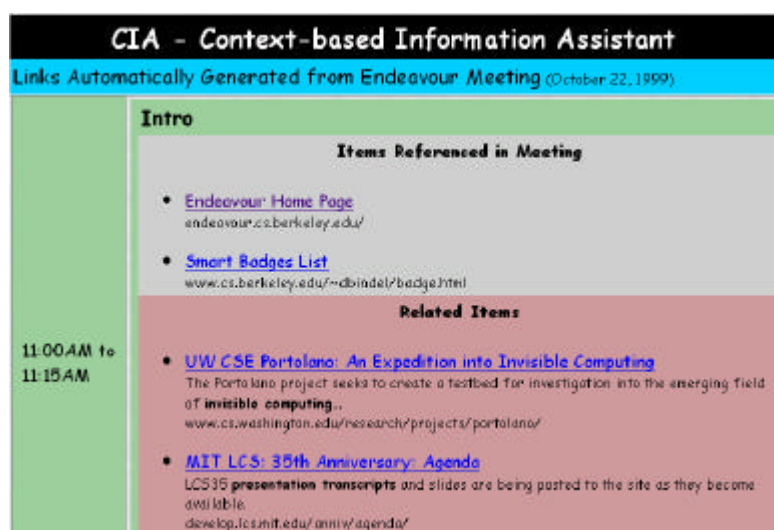 CIA - Context-based Information Assistant
Links Automatically Generated from Endeavour Meeting (October 22, 1999)
Intro
Items Referenced in Meeting
• Endeavour Home Page
endeavour.cs.berkeley.edu/
• Smart Badges List
www.cs.berkeley.edu/~dbindel/badge.html
Related Items
11:00AM to
11:15AM
• UW CSE Portolano: An Expedition into Invisible Computing
The Portolano project seeks to create a testbed for investigation into the emerging field
of invisible computing..
www.cs.washington.edu/research/projects/portolano/
• MIT LCS: 35th Anniversary: Agenda
LCS35 presentation transcripts and slides are being posted to the site as they become
available.
develop.lcs.mit.edu/anniv/agenda/